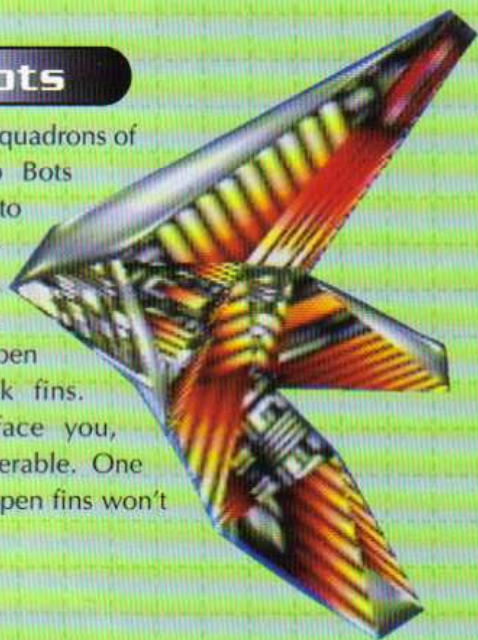 ots
quadrons of
Bots
to
pen
k fins.
face you,
erable. One
pen fins won't